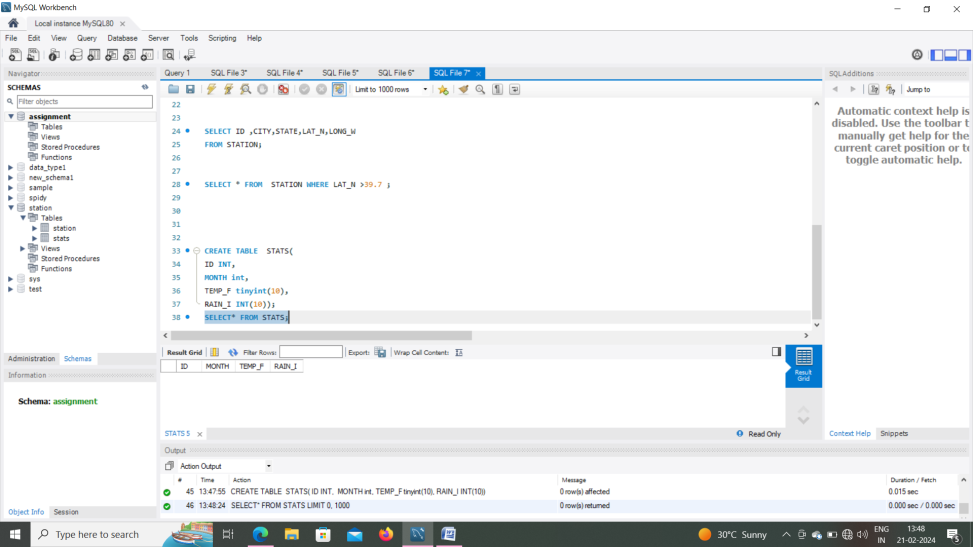 MySQL Workbench
Local instance MySQL80
File Edit View Query Database Server Tools Scripting Help
Navigator
SCHEMAS
Filter objects
assignment
Tables
Views
Stored Procedures
Functions
data_type1
new_schema1
sample
spidy
station
Tables
station
stats
Views
Stored Procedures
Functions
sys
test
Administration Schemas
Information
Schema: assignment
Object Info Session
Query 1 SQL File 3* SQL File 4* SQL File 5* SQL File 6* SQL File 7*
Limit to 1000 rows
22
23
24 SELECT ID ,CITY,STATE,LAT_N,LONG_W
25 FROM STATION;
26
27
28 SELECT * FROM STATION WHERE LAT_N >39.7 ;
29
30
31
32
33 CREATE TABLE STATS(
34 ID INT,
35 MONTH int,
36 TEMP_F tinyint(10),
37 RAIN_I INT(10));
38 SELECT* FROM STATS;
Result Grid Filter Rows: Export: Wrap Cell Content:
ID MONTH TEMP_F RAIN_I
Result Grid
STATS 5 Read Only
Output
Action Output
# Time Action Message Duration / Fetch
45 13:47:55 CREATE TABLE STATS( ID INT, MONTH int, TEMP_F tinyint(10), RAIN_I INT(10)) 0 row(s) affected 0.015 sec
46 13:48:24 SELECT* FROM STATS LIMIT 0, 1000 0 row(s) returned 0.000 sec / 0.000 sec
SQLAdditions
Jump to
Automatic context help is
disabled. Use the toolbar t
manually get help for the
current caret position or to
toggle automatic help.
Context Help Snippets
Type here to search
30°C Sunny
ENG
IN
13:48
21-02-2024
5